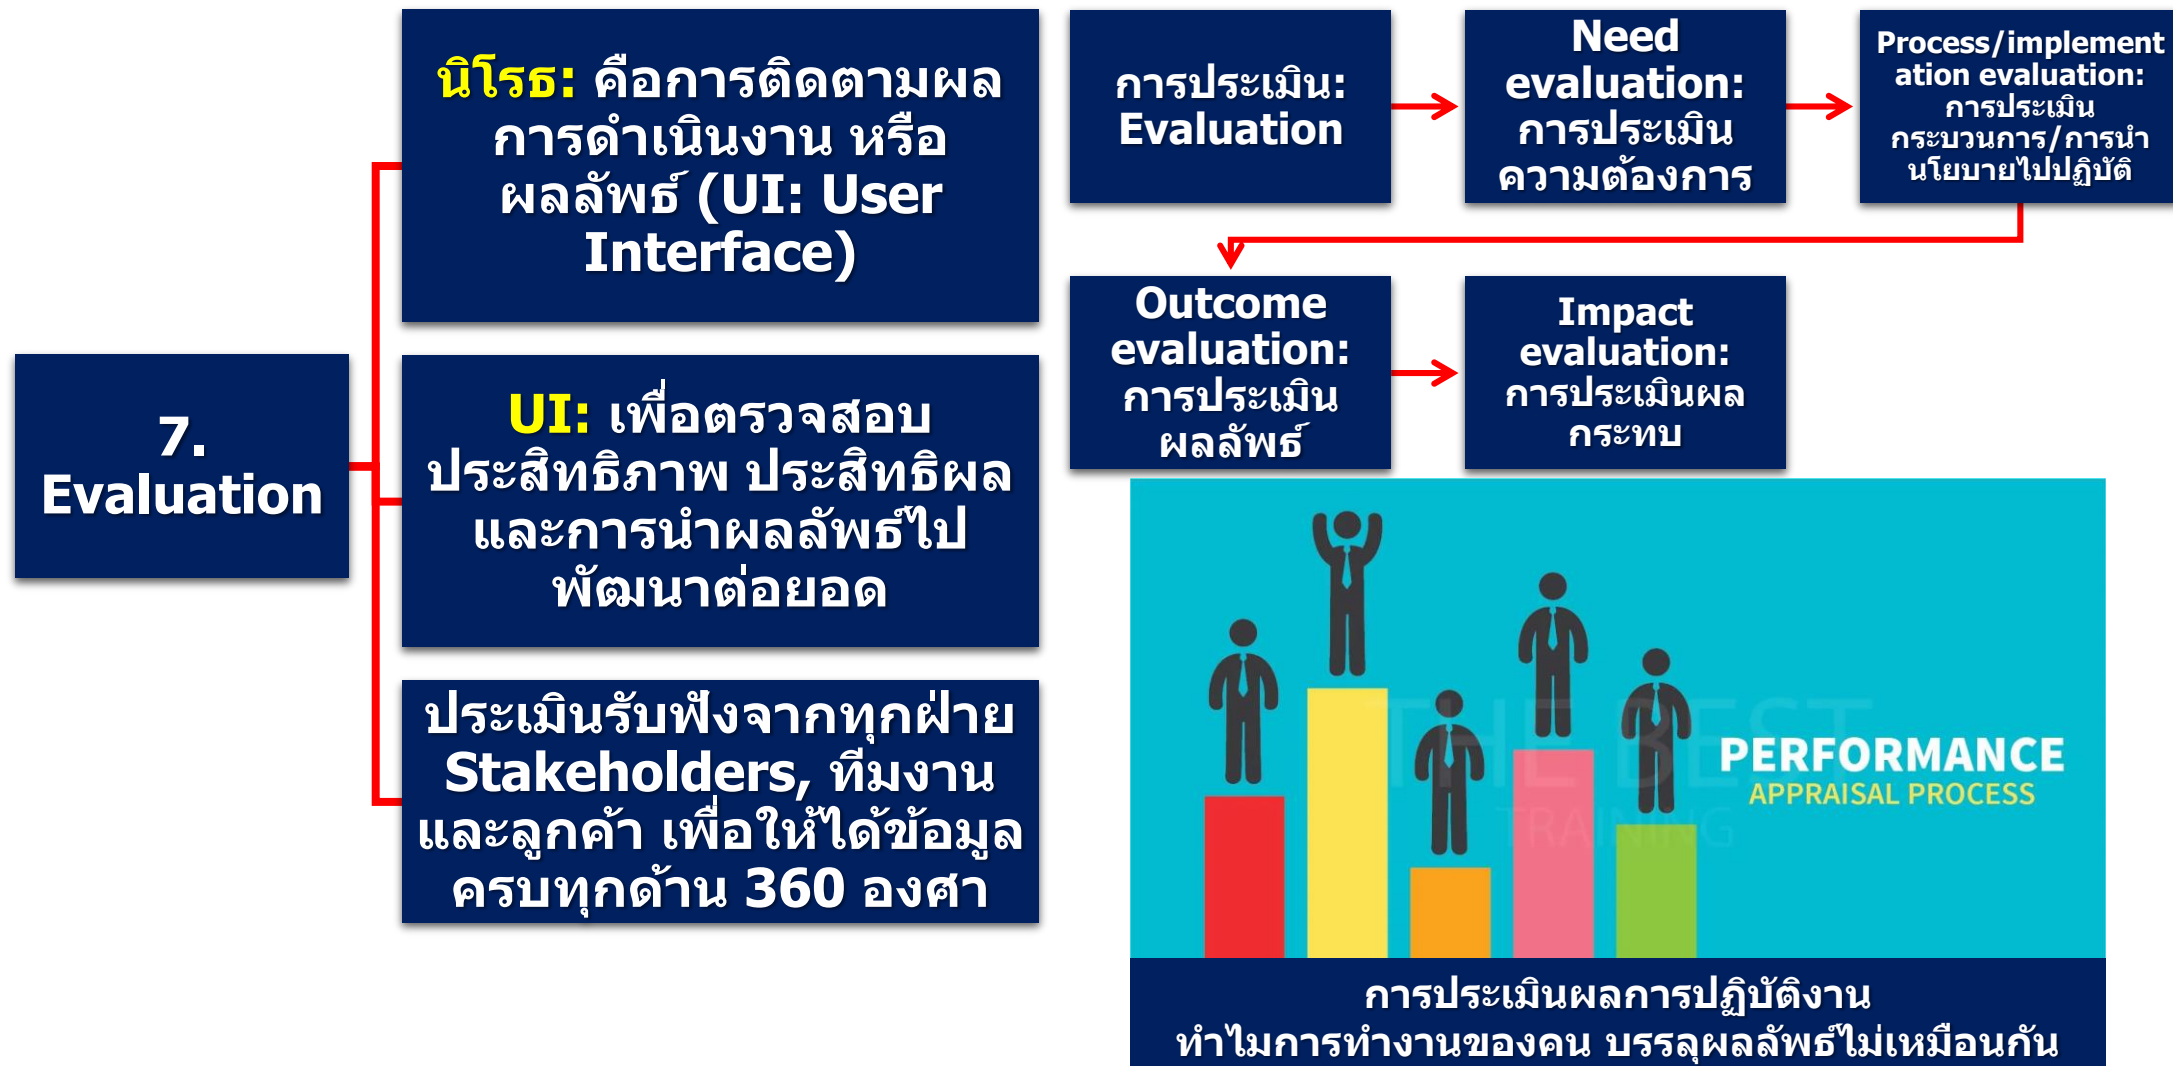 7.
Evaluation
นิโรธ: คือการติดตามผล
การดำเนินงาน หรือ
ผลลัพธ์ (UI: User
Interface)
UI: เพื่อตรวจสอบ
ประสิทธิภาพ ประสิทธิผล
และการนำผลลัพธ์ไป
พัฒนาต่อยอด
ประเมินรับฟังจากทุกฝ่าย
Stakeholders, ทีมงาน
และลูกค้า เพื่อให้ได้ข้อมูล
ครบทุกด้าน 360 องศา
การประเมิน:
Evaluation
Need
evaluation:
การประเมิน
ความต้องการ
Process/implement
ation evaluation:
การประเมิน
กระบวนการ/การนำ
นโยบายไปปฏิบัติ
Outcome
evaluation:
การประเมิน
ผลลัพธ์
Impact
evaluation:
การประเมินผล
กระทบ
THE BEST
TRAINING
PERFORMANCE
APPRAISAL PROCESS
การประเมินผลการปฏิบัติงาน
ทำไมการทำงานของคน บรรลุผลลัพธ์ไม่เหมือนกัน